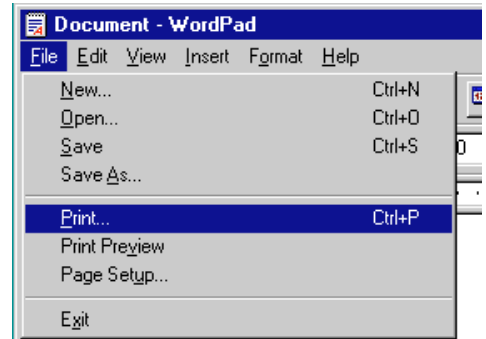 Document - WordPad
File Edit View Insert Format Help
New... Ctrl+N
Open... Ctrl+O
Save Ctrl+S
Save As...
Print... Ctrl+P
Print Preview
Page Setup...
Exit